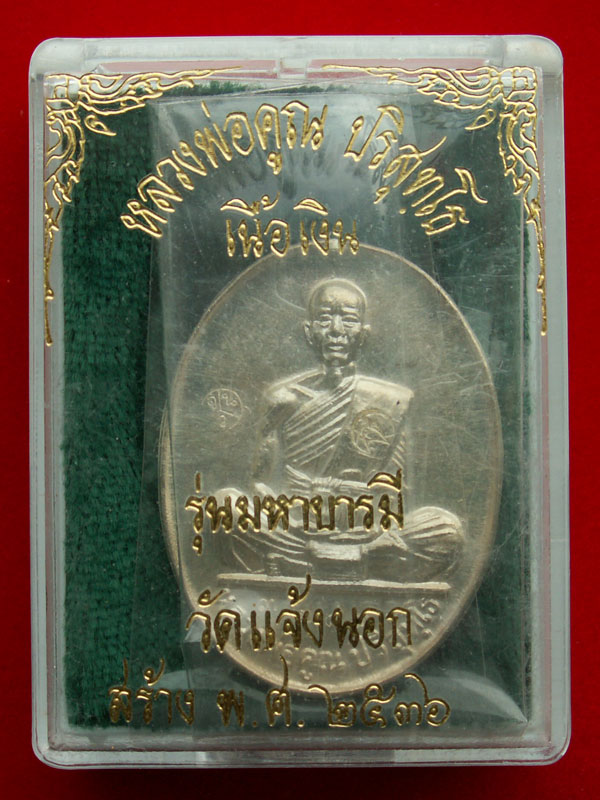 หลวงพ่อคูณ ปริสุทฺโธ
เนื้อเงิน
รุ่นมหาบารมี
วัดแจ้งนอก
สร้าง พ.ศ. ๒๕๓๖